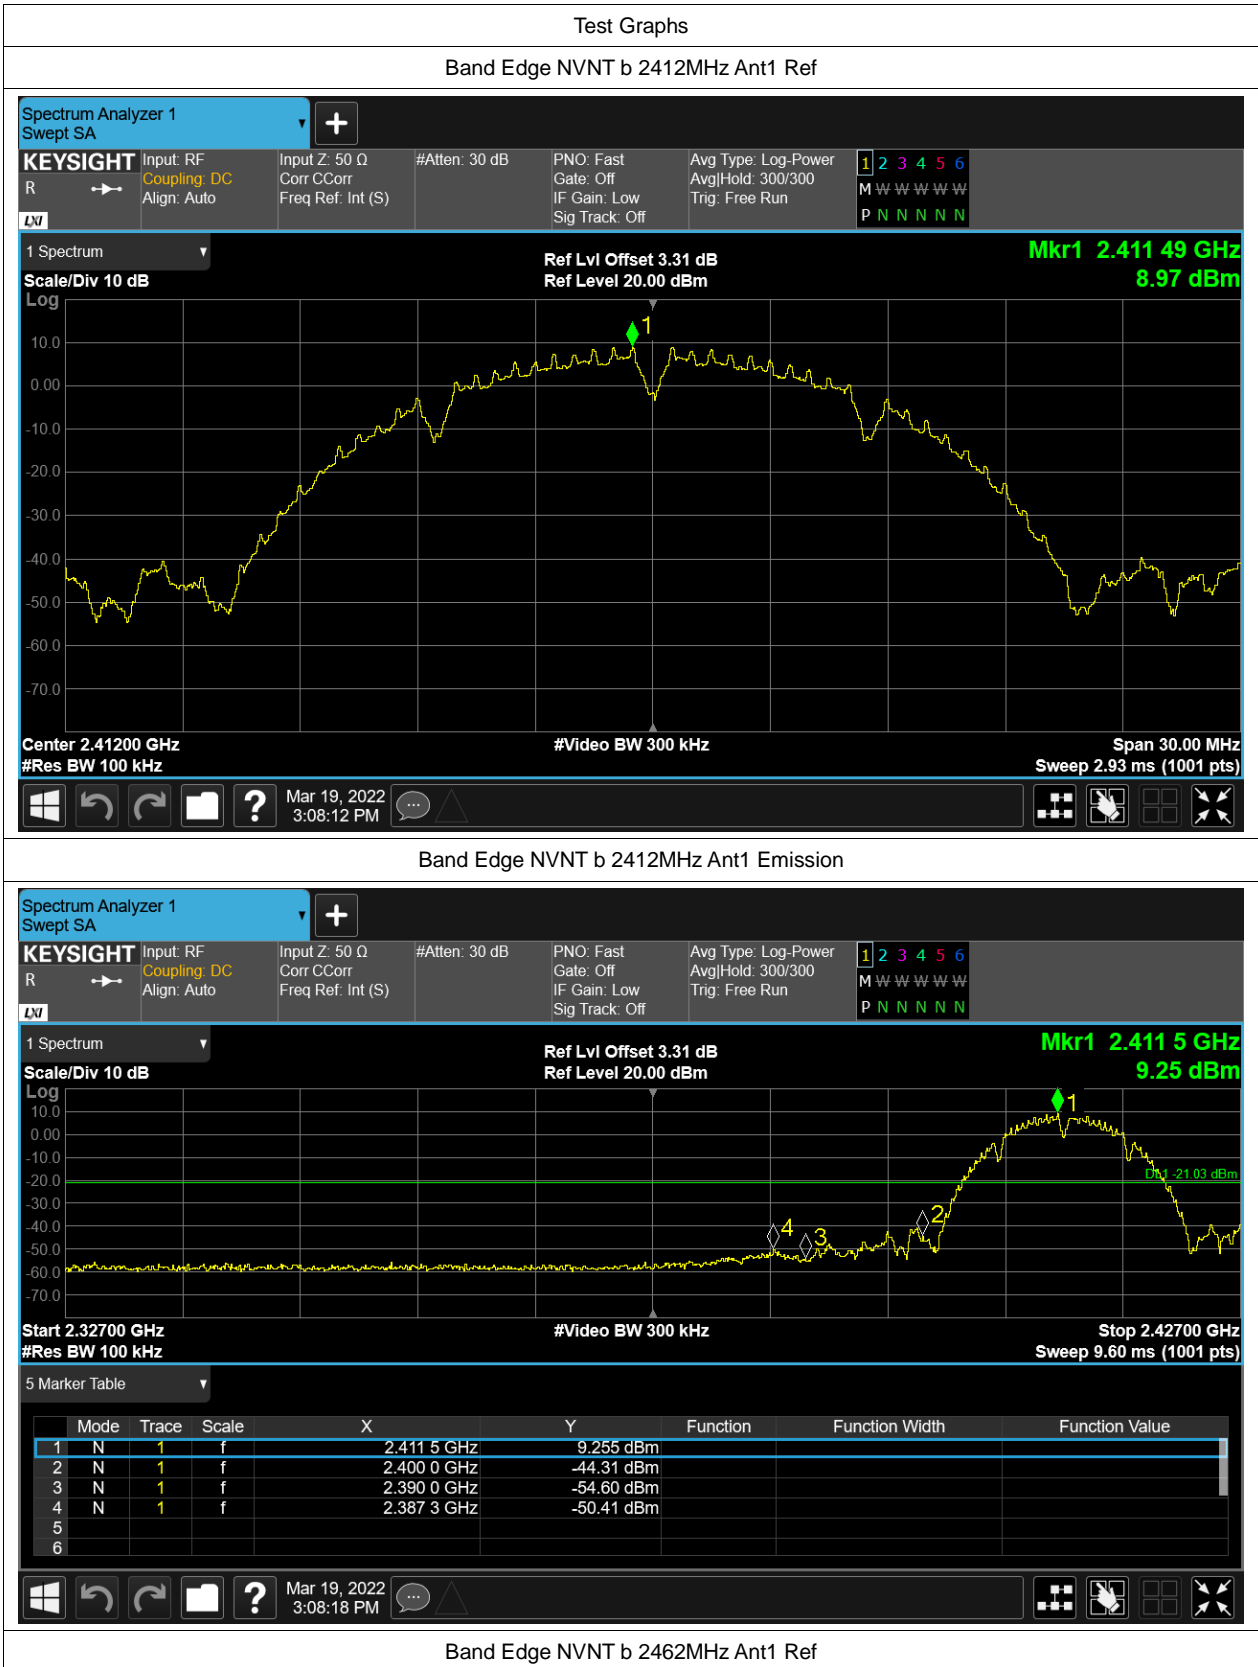 Test Graphs
Band Edge NVNT b 2412MHz Ant1 Ref
Spectrum Analyzer 1
Swept SA
KEYSIGHT Input: RF Input Z: 50 Ω #Atten: 30 dB PNO: Fast Avg Type: Log-Power 1 2 3 4 5 6
R Coupling: DC Corr CCorr Gate: Off Avg|Hold: 300/300 M W W W W W
Align: Auto Freq Ref: Int (S) IF Gain: Low Trig: Free Run
LXI Sig Track: Off P N N N N N
1 Spectrum Ref Lvl Offset 3.31 dB Mkr1 2.411 49 GHz
Scale/Div 10 dB Ref Level 20.00 dBm 8.97 dBm
Log
1
10.0
0.00
-10.0
-20.0
-30.0
-40.0
-50.0
-60.0
-70.0
Center 2.41200 GHz #Video BW 300 kHz Span 30.00 MHz
#Res BW 100 kHz Sweep 2.93 ms (1001 pts)
? Mar 19, 2022
3:08:12 PM
Band Edge NVNT b 2412MHz Ant1 Emission
Spectrum Analyzer 1
Swept SA
KEYSIGHT Input: RF Input Z: 50 Ω #Atten: 30 dB PNO: Fast Avg Type: Log-Power 1 2 3 4 5 6
R Coupling: DC Corr CCorr Gate: Off Avg|Hold: 300/300 M W W W W W
Align: Auto Freq Ref: Int (S) IF Gain: Low Trig: Free Run
LXI Sig Track: Off P N N N N N
1 Spectrum Ref Lvl Offset 3.31 dB Mkr1 2.411 5 GHz
Scale/Div 10 dB Ref Level 20.00 dBm 9.25 dBm
Log
10.0 1
0.00
-10.0
-20.0 DL1 -21.03 dBm
-30.0
-40.0 4 3 2
-50.0
-60.0
-70.0
Start 2.32700 GHz #Video BW 300 kHz Stop 2.42700 GHz
#Res BW 100 kHz Sweep 9.60 ms (1001 pts)
5 Marker Table
Mode Trace Scale X Y Function Function Width Function Value
1 N 1 f 2.411 5 GHz 9.255 dBm
2 N 1 f 2.400 0 GHz -44.31 dBm
3 N 1 f 2.390 0 GHz -54.60 dBm
4 N 1 f 2.387 3 GHz -50.41 dBm
5
6
? Mar 19, 2022
3:08:18 PM
Band Edge NVNT b 2462MHz Ant1 Ref